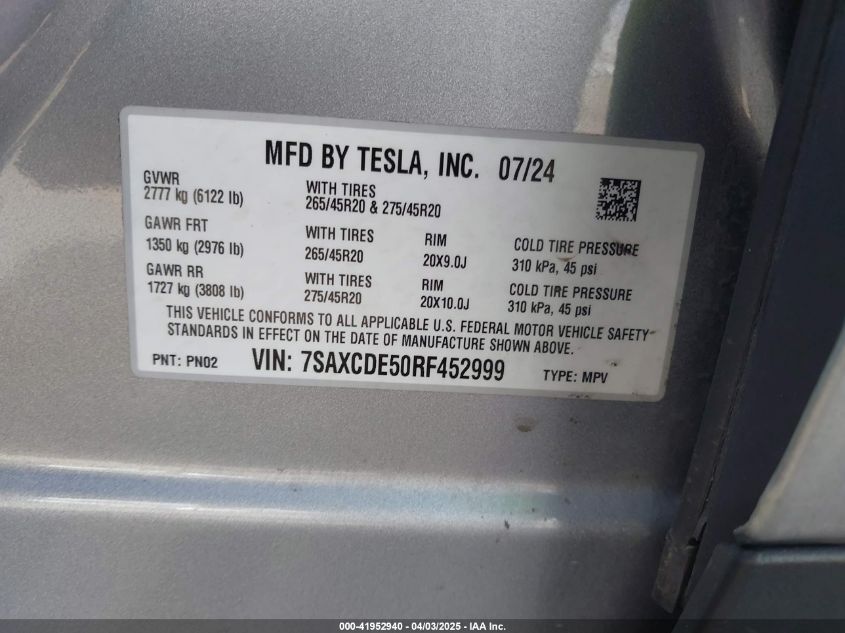 MFD BY TESLA, INC. 07/24
GVWR
2777 kg (6122 lb)
WITH TIRES
265/45R20 & 275/45R20
GAWR FRT
1350 kg (2976 lb)
WITH TIRES
265/45R20
RIM
20X9.0J
COLD TIRE PRESSURE
310 kPa, 45 psi
GAWR RR
1727 kg (3808 lb)
WITH TIRES
275/45R20
RIM
20X10.0J
COLD TIRE PRESSURE
310 kPa, 45 psi
THIS VEHICLE CONFORMS TO ALL APPLICABLE U.S. FEDERAL MOTOR VEHICLE SAFETY
STANDARDS IN EFFECT ON THE DATE OF MANUFACTURE SHOWN ABOVE.
PNT: PN02 VIN: 7SAXCDE50RF452999 TYPE: MPV
000-41952940 - 04/03/2025 - IAA Inc.